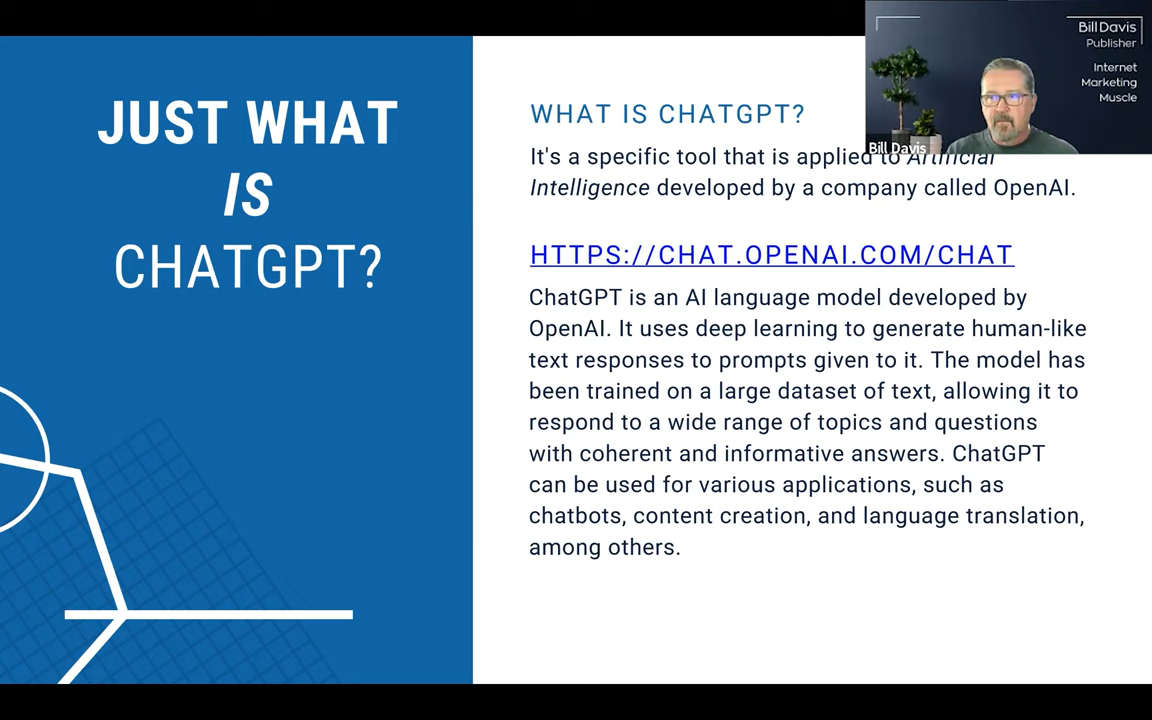 JUST WHAT
IS
CHATGPT?
WHAT IS CHATGPT?
It's a specific tool that is applied to Artificial
Intelligence developed by a company called OpenAI.
HTTPS://CHAT.OPENAI.COM/CHAT
ChatGPT is an AI language model developed by
OpenAI. It uses deep learning to generate human-like
text responses to prompts given to it. The model has
been trained on a large dataset of text, allowing it to
respond to a wide range of topics and questions
with coherent and informative answers. ChatGPT
can be used for various applications, such as
chatbots, content creation, and language translation,
among others.
Bill Davis
Publisher
Internet
Marketing
Muscle
Bill Davis